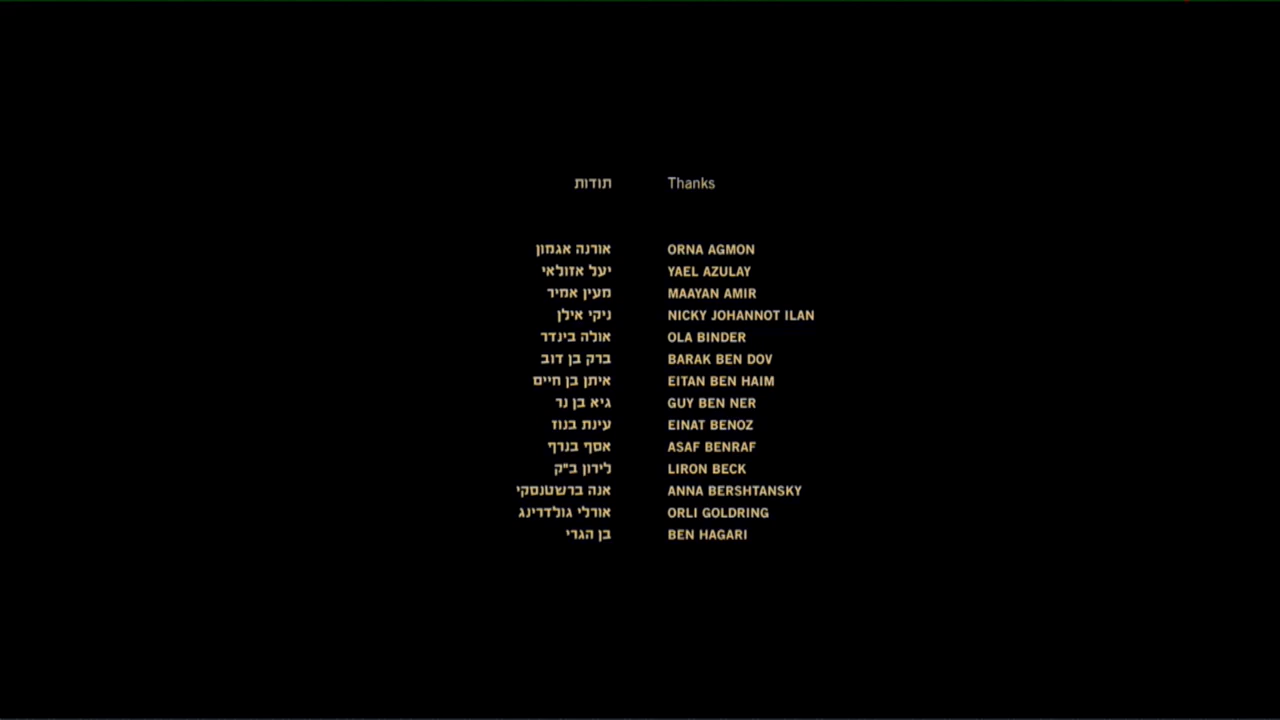 תודות Thanks
אורנה אגמון ORNA AGMON
יעל אזולאי YAEL AZULAY
מעין אמיר MAAYAN AMIR
ניקי אילן NICKY JOHANNOT ILAN
אולה בינדר OLA BINDER
ברק בן דוב BARAK BEN DOV
איתן בן חיים EITAN BEN HAIM
גיא בן נר GUY BEN NER
עינת בנוז EINAT BENOZ
אסף בנרף ASAF BENRAF
לירון ב"ק LIRON BECK
אנה ברשטנסקי ANNA BERSHTANSKY
אורלי גולדרינג ORLI GOLDRING
בן הגרי BEN HAGARI